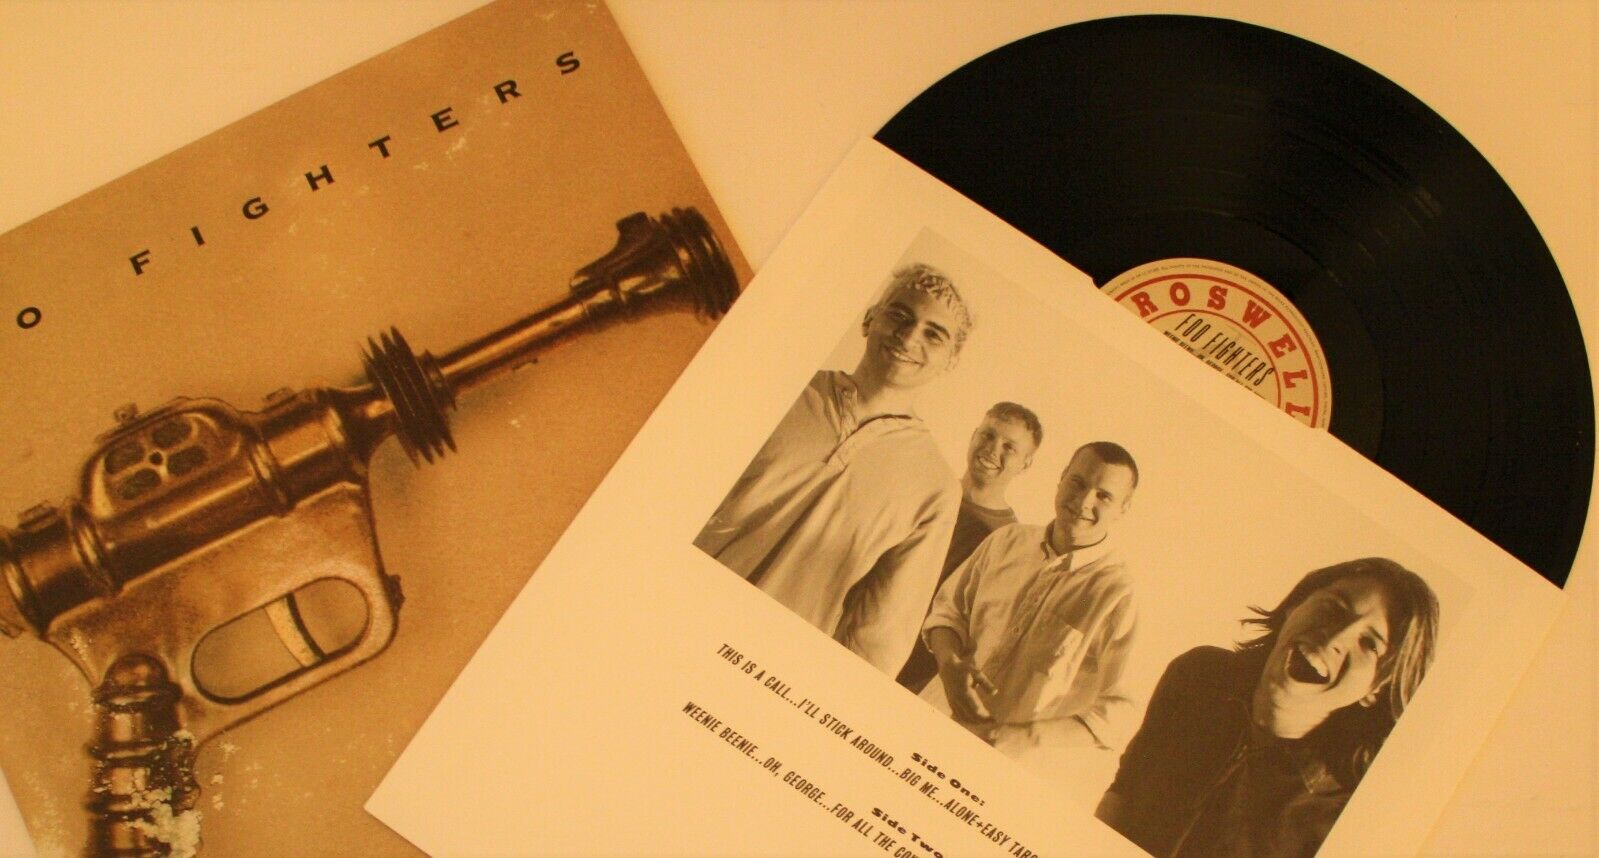 O FIGHTERS
ROSWELL
FOO FIGHTERS
Side One:
THIS IS A CALL...I'LL STICK AROUND...BIG ME...ALONE+EASY TARG
Side Two
WEENIE BEENIE...OH, GEORGE...FOR ALL THE CO